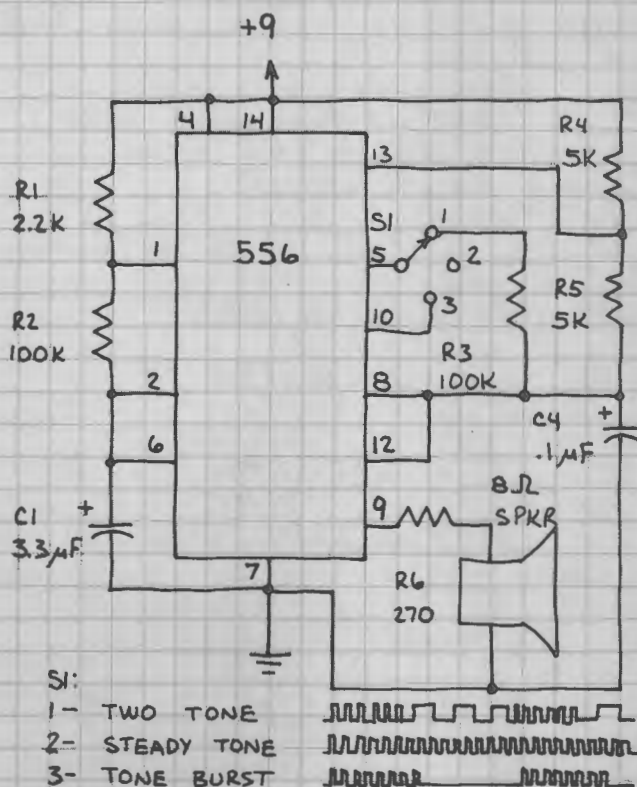 +9
4
14
R4
5K
13
R1
2.2K
S1
1
1
556
5
2
R5
5K
3
R2
100K
10
2
8
R3
100K
6
12
C4
+
.1µF
C1
+
3.3µF
9
8Ω
SPKR
7
R6
270
S1:
1- TWO TONE
2- STEADY TONE
3- TONE BURST